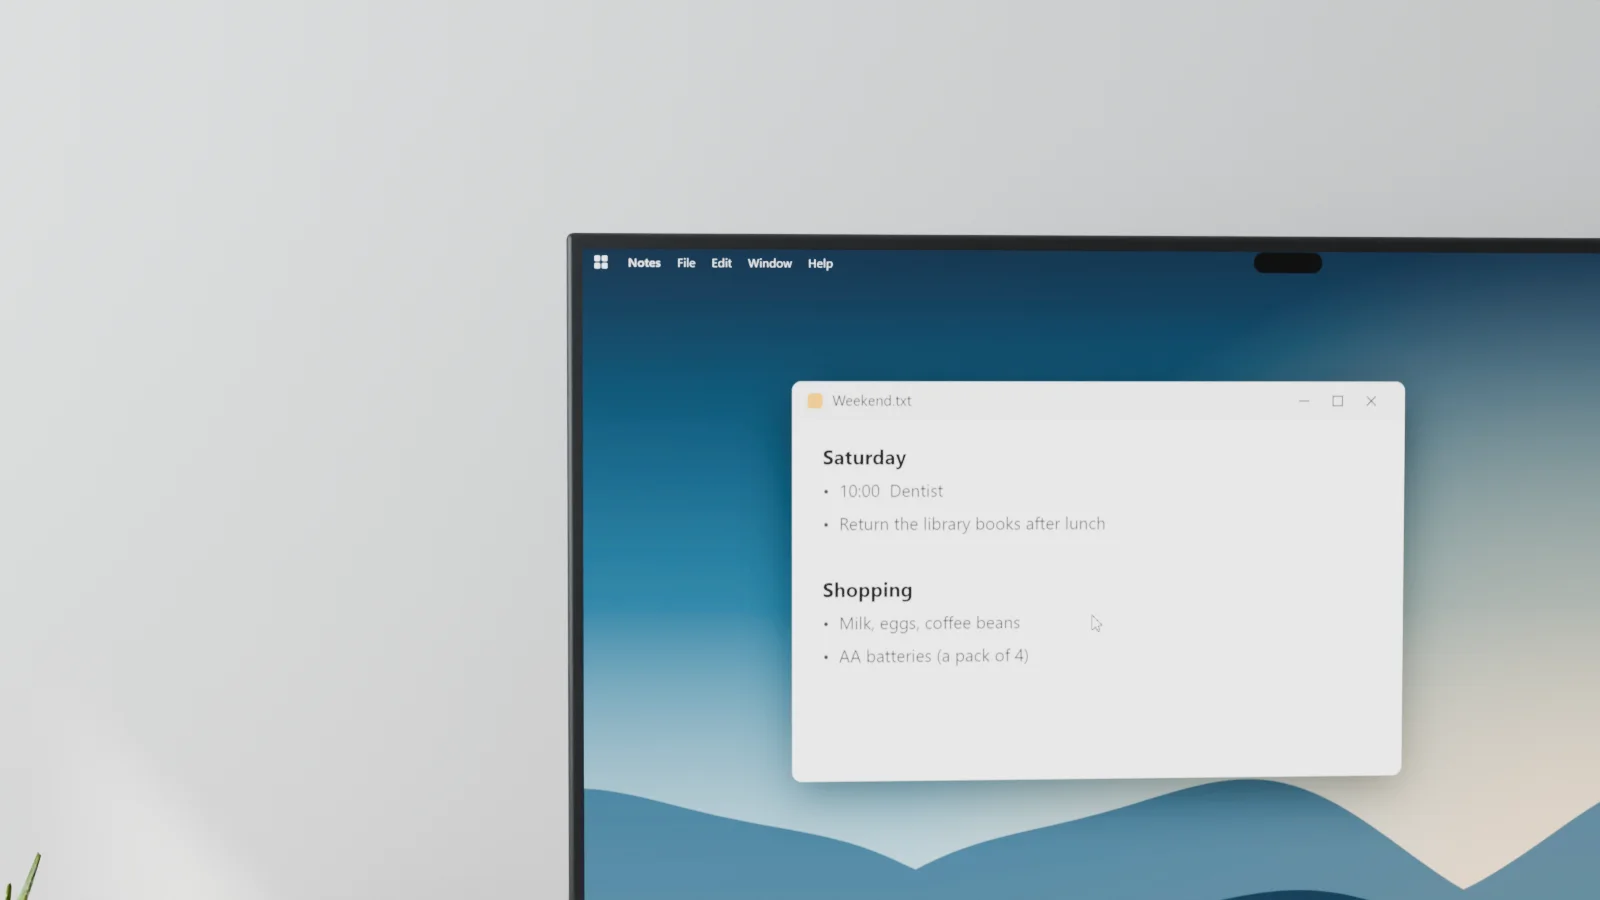 Notes File Edit Window Help
Weekend.txt
Saturday
• 10:00 Dentist
• Return the library books after lunch
Shopping
• Milk, eggs, coffee beans
• AA batteries (a pack of 4)